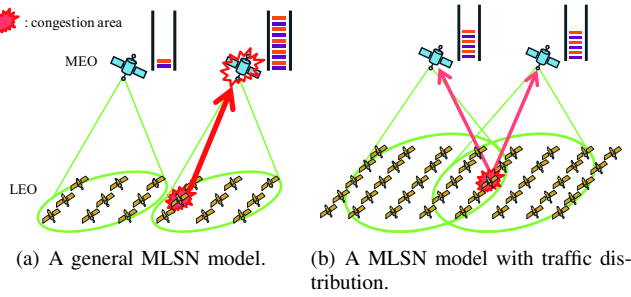 : congestion area
MEO
LEO
(a) A general MLSN model.
(b) A MLSN model with traffic dis-
tribution.